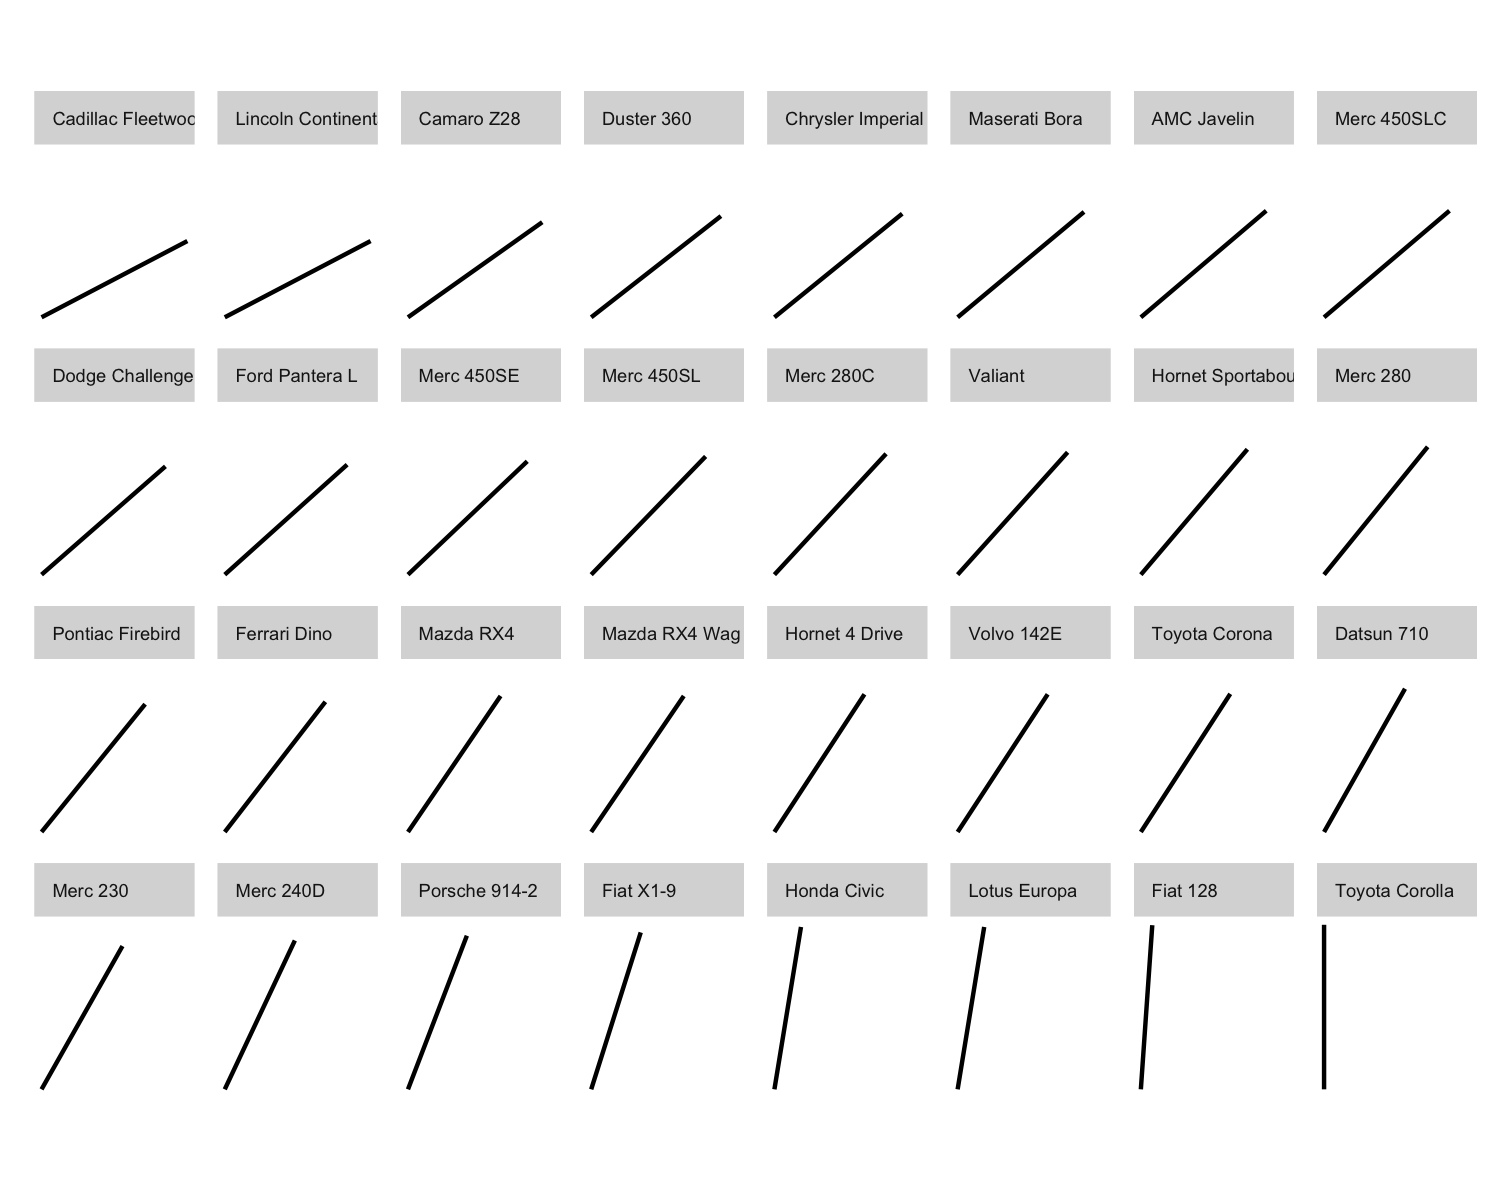 Cadillac Fleetwoo
Lincoln Continent
Camaro Z28
Duster 360
Chrysler Imperial
Maserati Bora
AMC Javelin
Merc 450SLC
Dodge Challenge
Ford Pantera L
Merc 450SE
Merc 450SL
Merc 280C
Valiant
Hornet Sportabou
Merc 280
Pontiac Firebird
Ferrari Dino
Mazda RX4
Mazda RX4 Wag
Hornet 4 Drive
Volvo 142E
Toyota Corona
Datsun 710
Merc 230
Merc 240D
Porsche 914-2
Fiat X1-9
Honda Civic
Lotus Europa
Fiat 128
Toyota Corolla